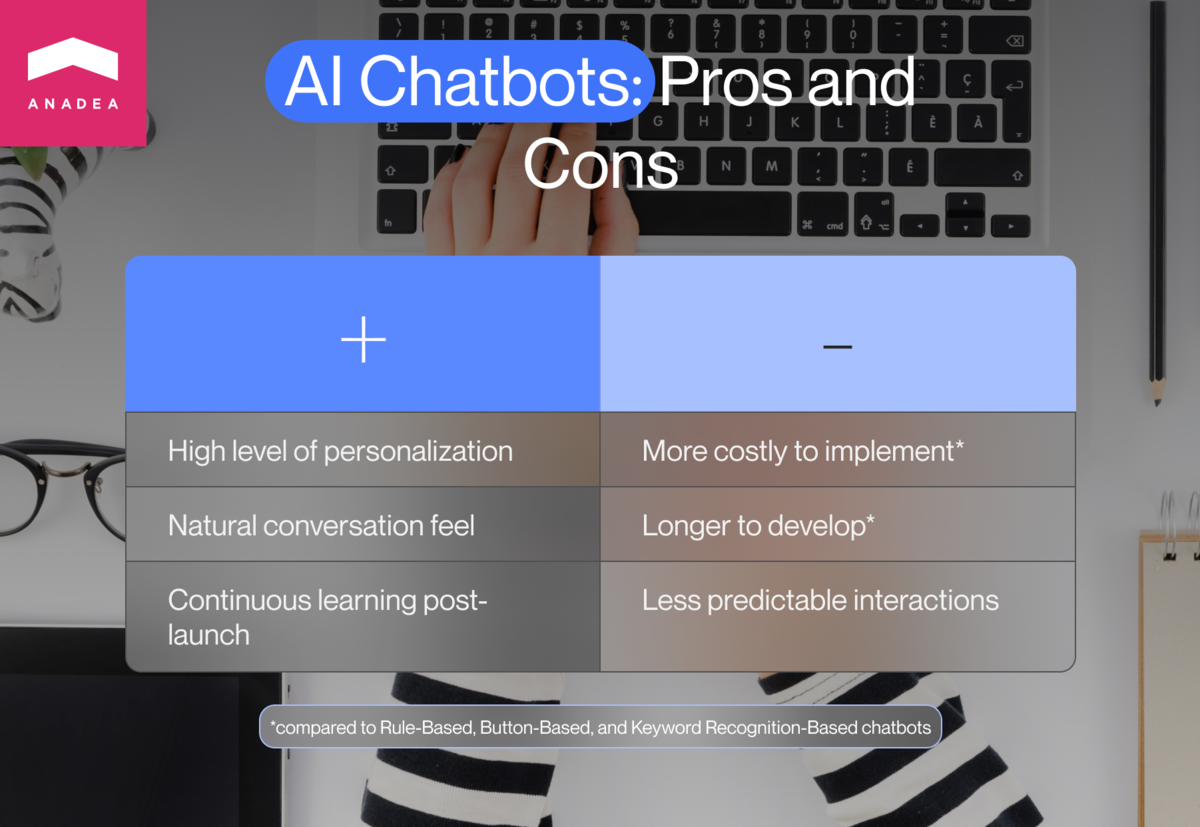 ANADEA
AI Chatbots: Pros and
Cons
+
–
High level of personalization
More costly to implement*
Natural conversation feel
Longer to develop*
Continuous learning post-
launch
Less predictable interactions
*compared to Rule-Based, Button-Based, and Keyword Recognition-Based chatbots